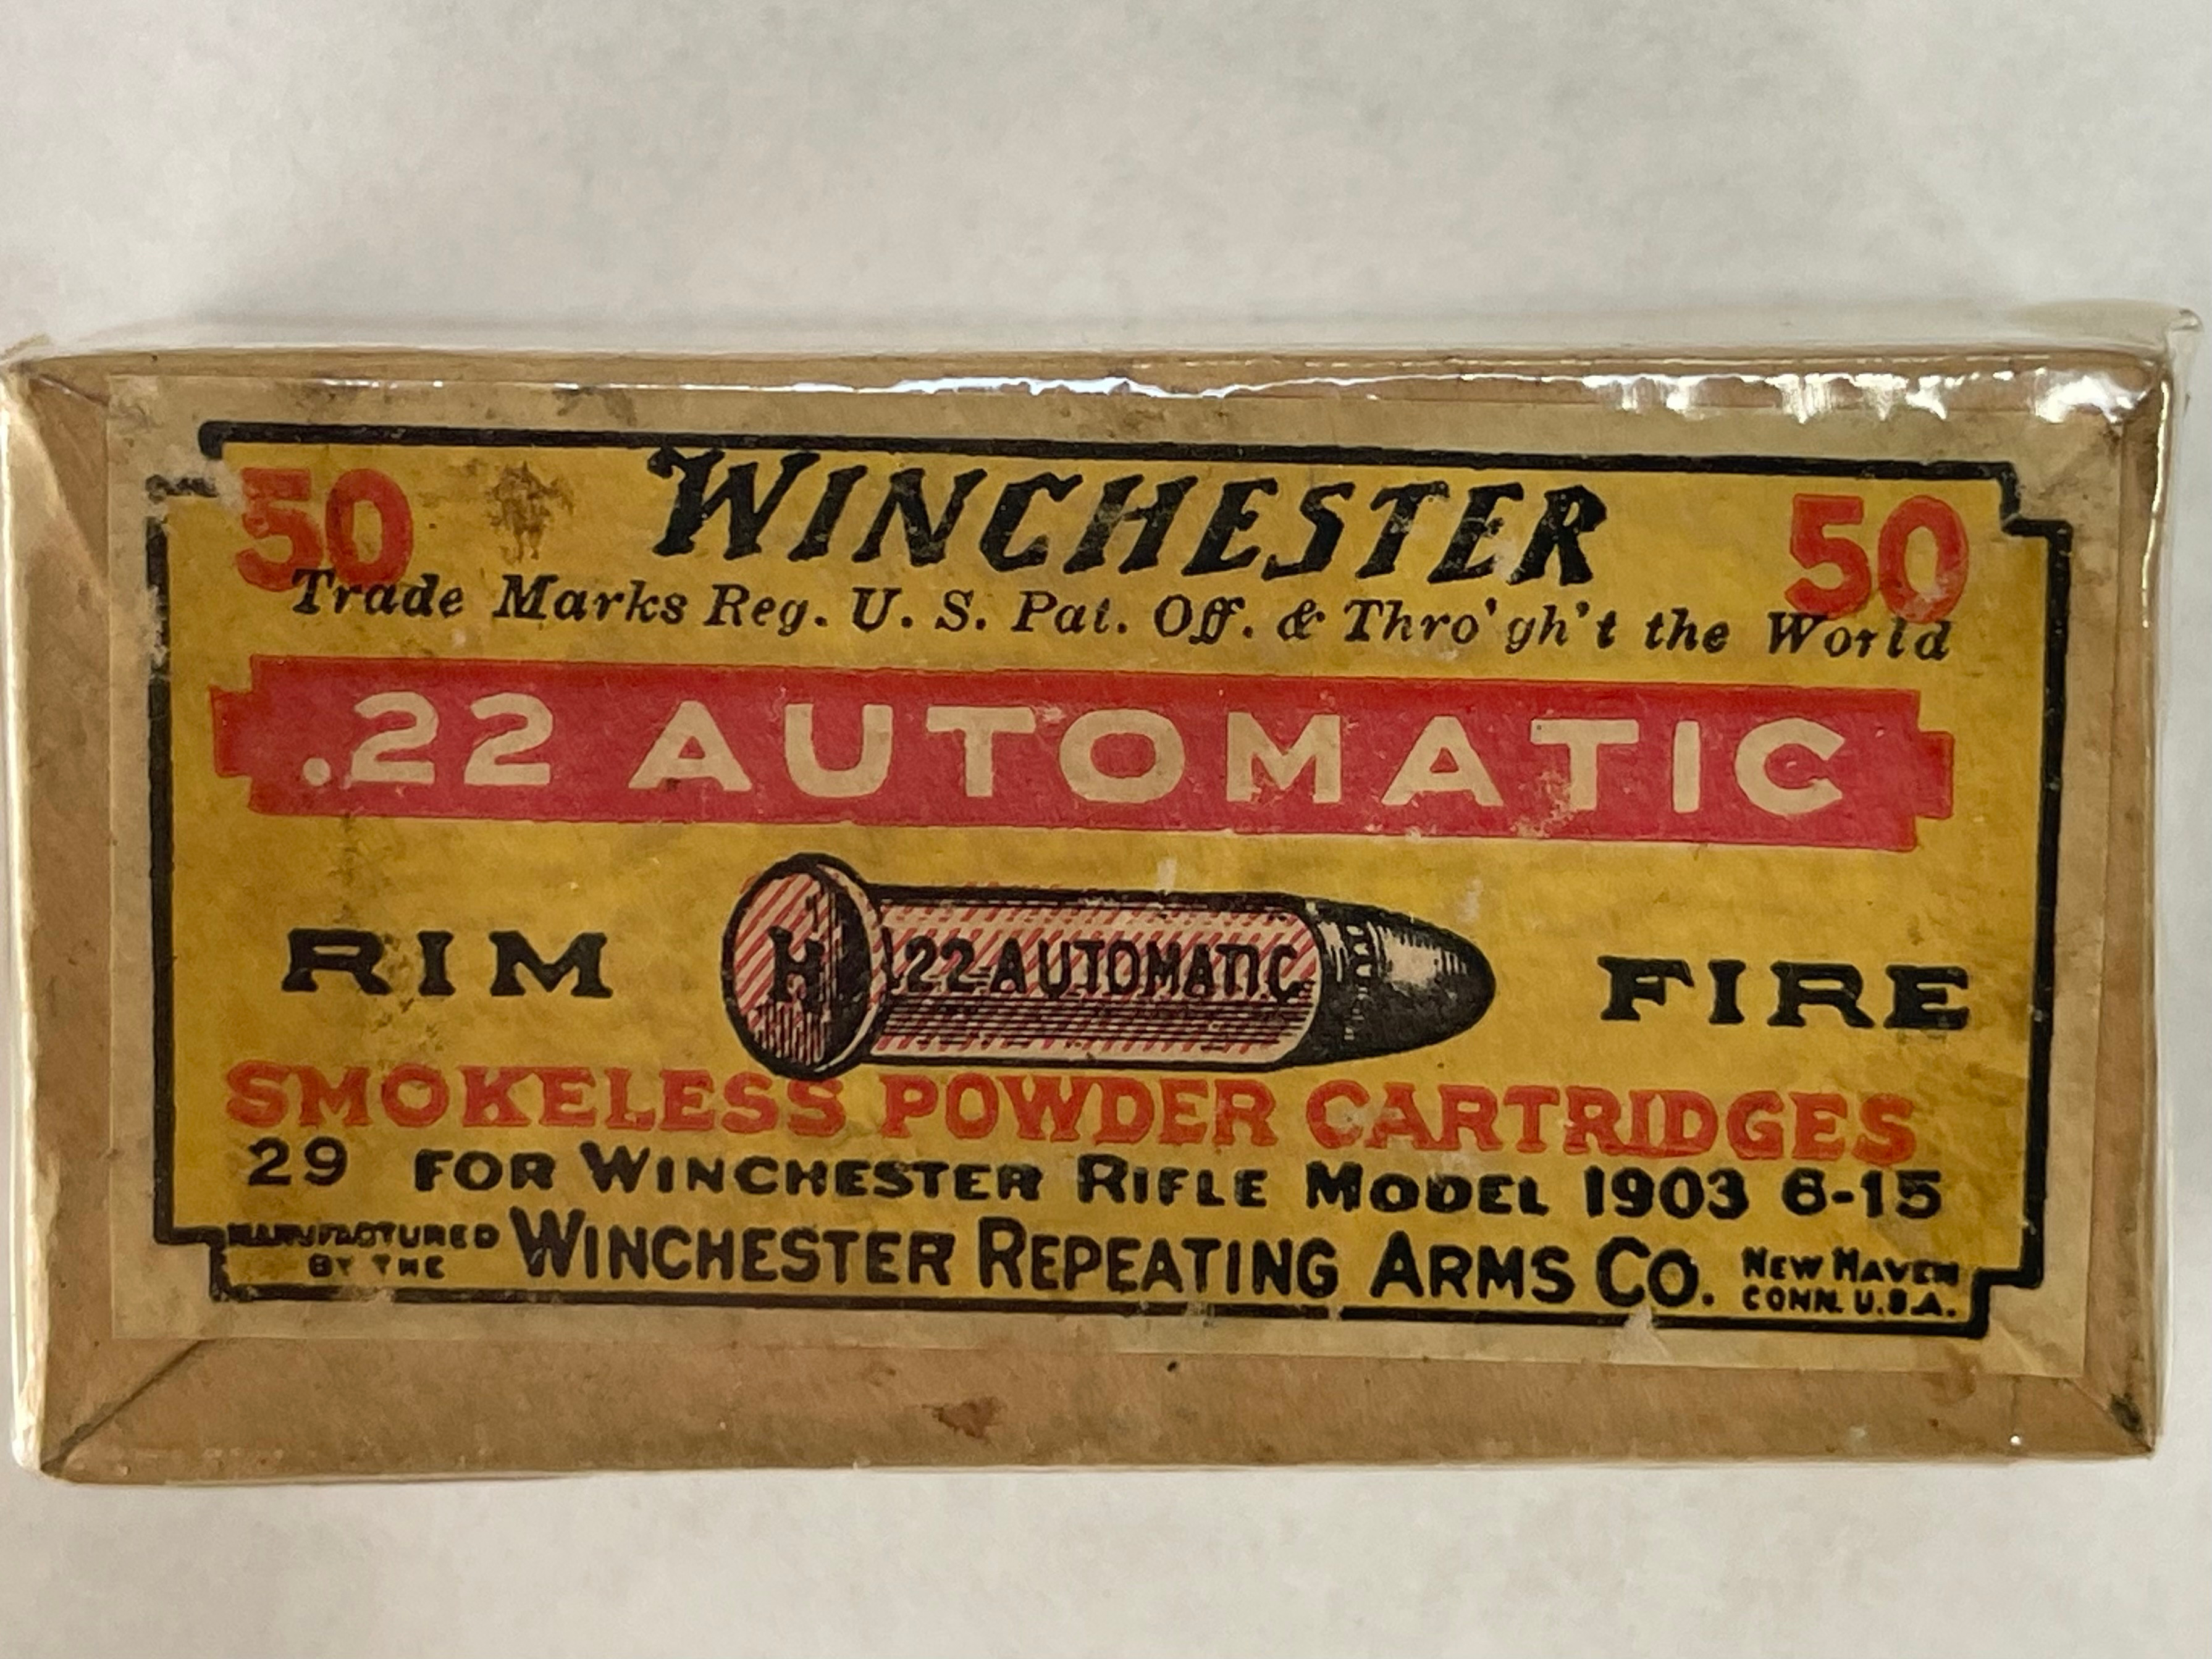 50 WINCHESTER 50
Trade Marks Reg. U. S. Pat. Off. & Thro'gh't the World
.22 AUTOMATIC
RIM H .22-AUTOMATIC FIRE
SMOKELESS POWDER CARTRIDGES
29 FOR WINCHESTER RIFLE MODEL 1903 6-15
MANUFACTURED BY THE WINCHESTER REPEATING ARMS CO. NEW HAVEN CONN. U.S.A.